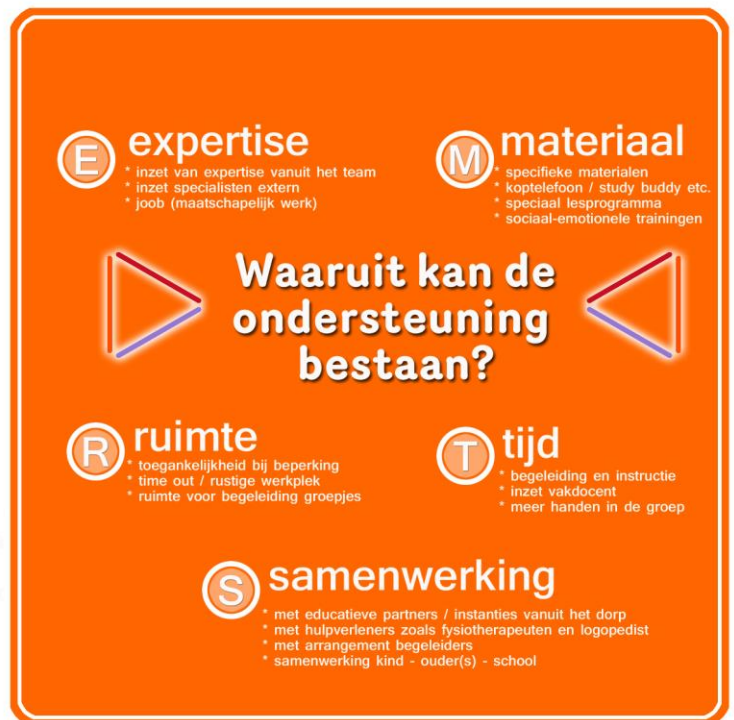 E expertise
* inzet van expertise vanuit het team
* inzet specialisten extern
* joob (maatschapelijk werk)
M materiaal
* specifieke materialen
* koptelefoon / study buddy etc.
* speciaal lesprogramma
* sociaal-emotionele trainingen
Waaruit kan de
ondersteuning
bestaan?
R ruimte
* toegankelijkheid bij beperking
* time out / rustige werkplek
* ruimte voor begeleiding groepjes
T tijd
* begeleiding en instructie
* inzet vakdocent
* meer handen in de groep
S samenwerking
* met educatieve partners / instanties vanuit het dorp
* met hulpverleners zoals fysiotherapeuten en logopedist
* met arrangement begeleiders
* samenwerking kind - ouder(s) - school